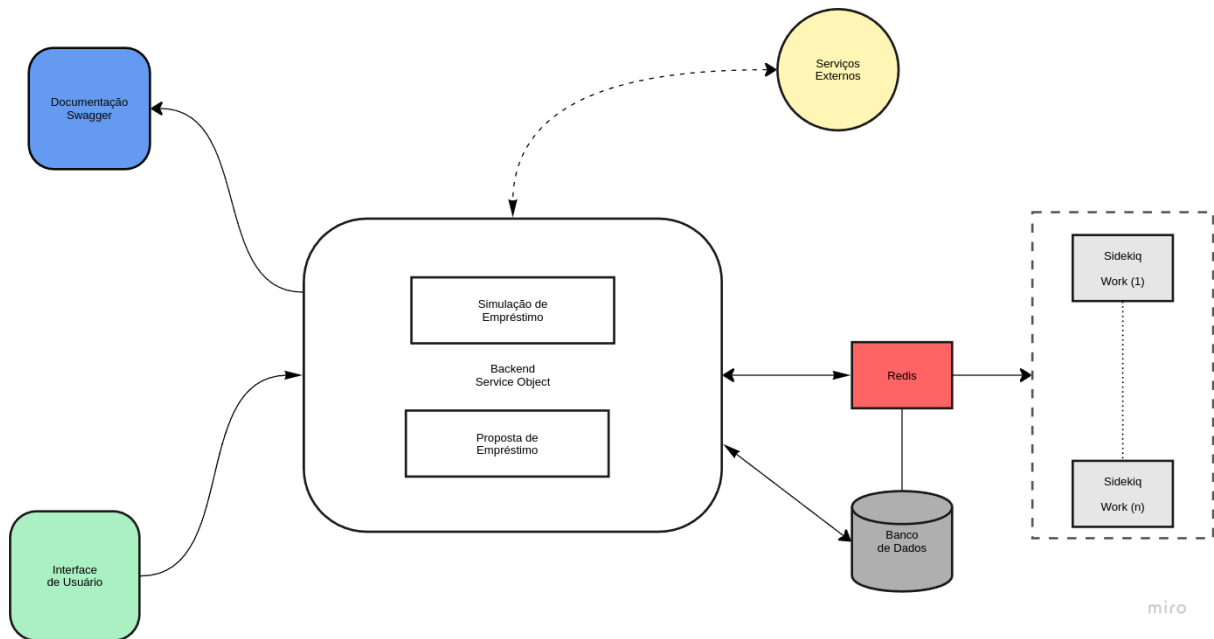 Documentação
Swagger
Serviços
Externos
Simulação de
Empréstimo
Backend
Service Object
Proposta de
Empréstimo
Redis
Sidekiq
Work (1)
Sidekiq
Work (n)
Banco
de Dados
Interface
de Usuário
miro